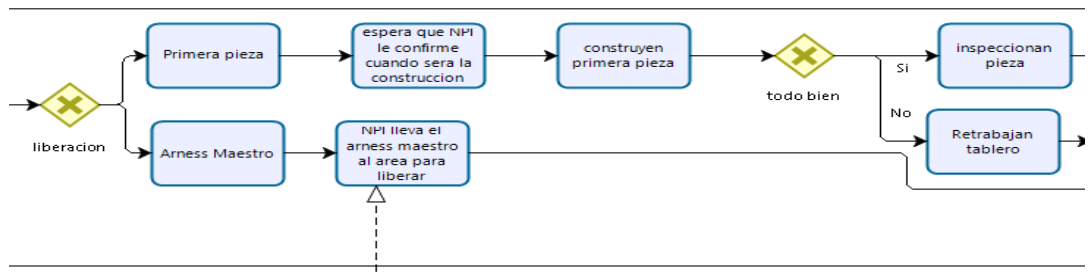 Primera pieza
espera que NPI
le confirme
cuando sera la
construccion
construyen
primera pieza
todo bien
Si
inspeccionan
pieza
No
Retrabajan
tablero
liberacion
Arness Maestro
NPI lleva el
arness maestro
al area para
liberar